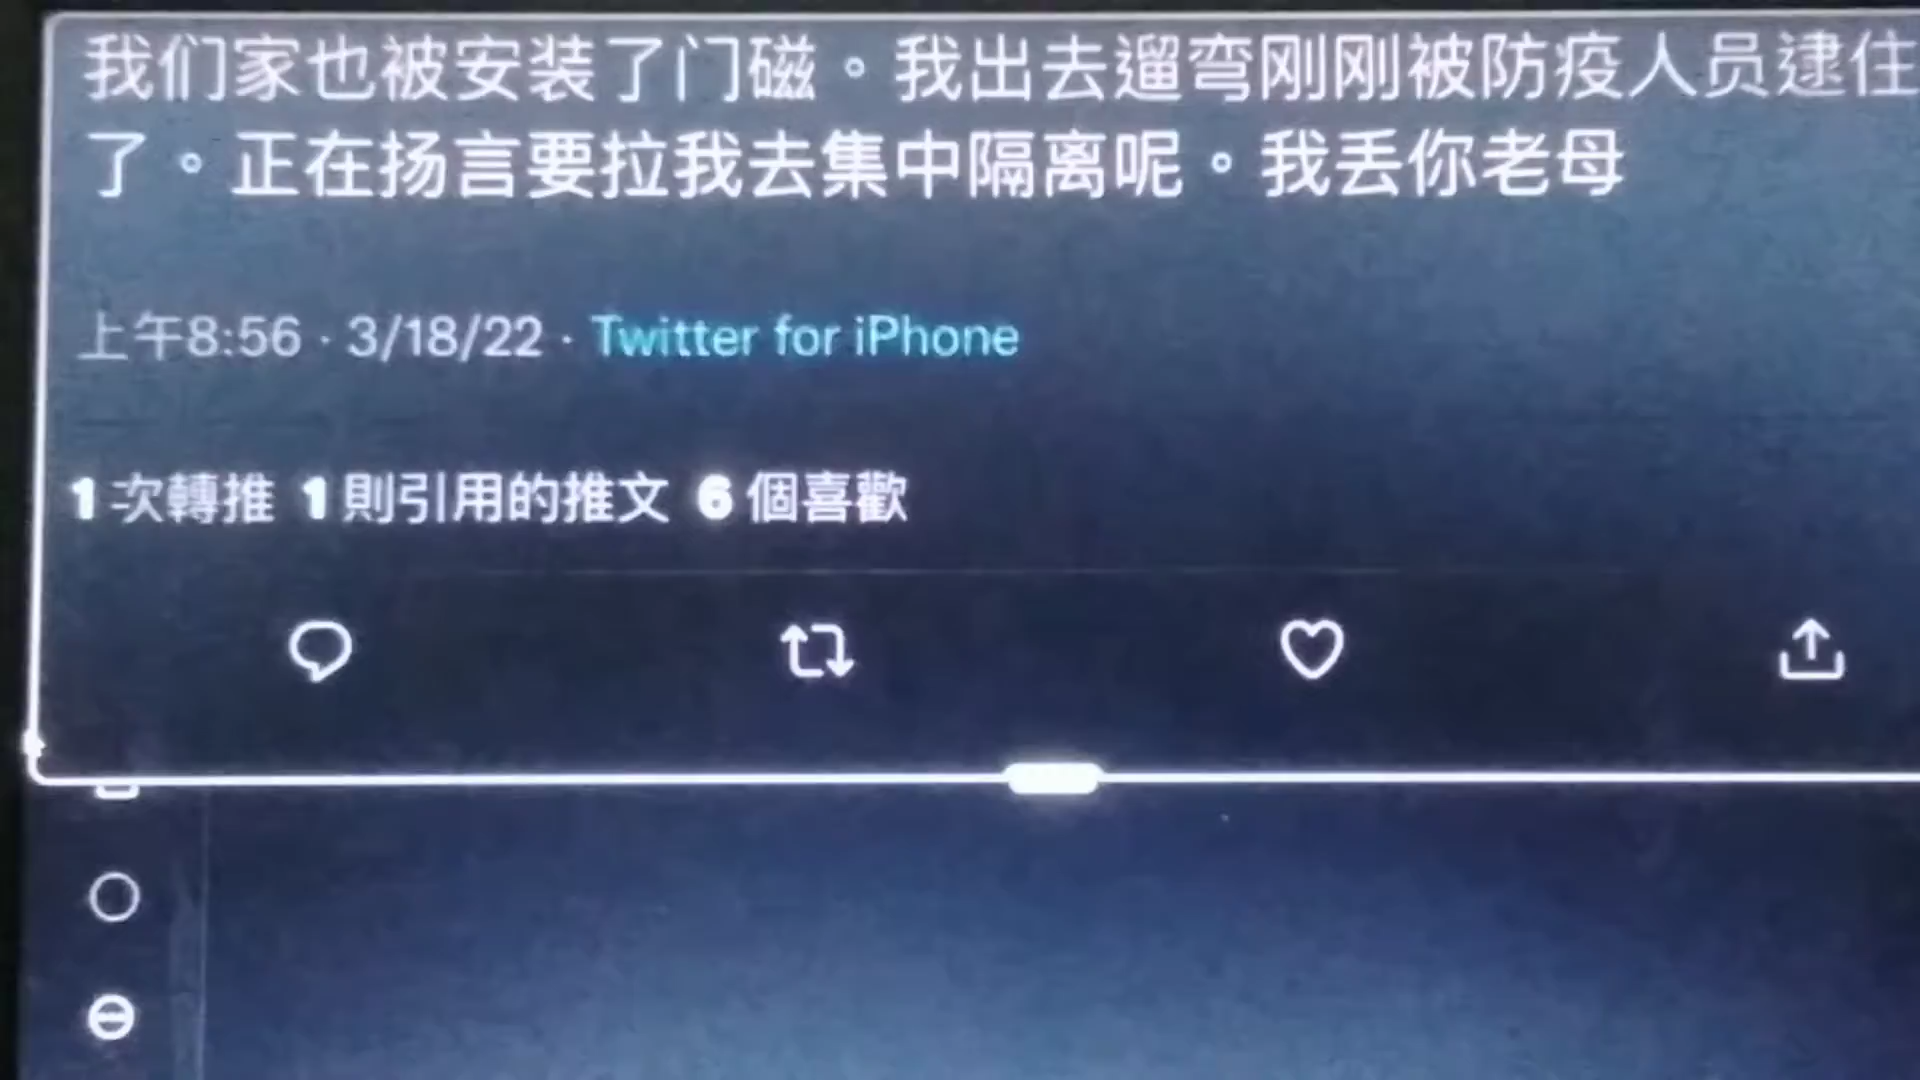 我们家也被安装了门磁。我出去遛弯刚刚被防疫人员逮住
了。正在扬言要拉我去集中隔离呢。我丢你老母
上午8:56 · 3/18/22 · Twitter for iPhone
1 次轉推 1 則引用的推文 6 個喜歡